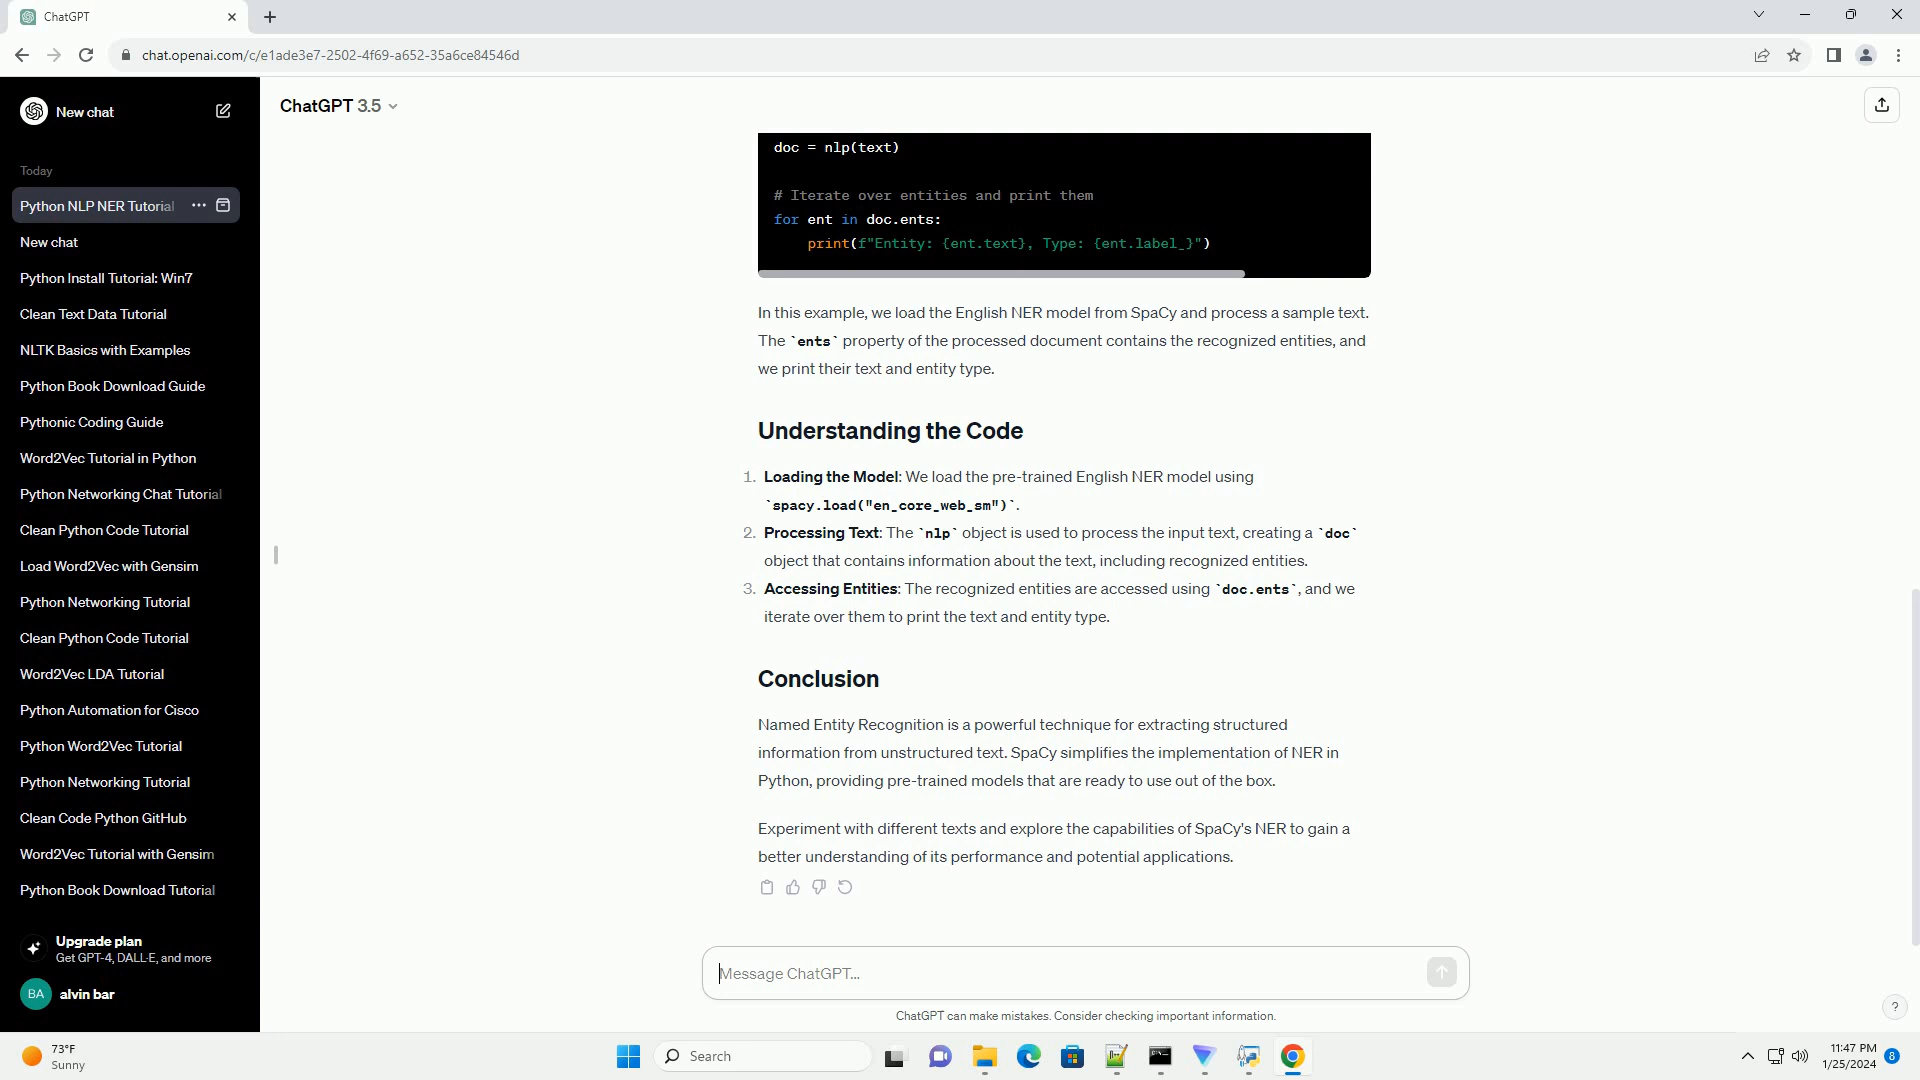 ChatGPT
chat.openai.com/c/e1ade3e7-2502-4f69-a652-35a6ce84546d
New chat
Today
Python NLP NER Tutorial
New chat
Python Install Tutorial: Win7
Clean Text Data Tutorial
NLTK Basics with Examples
Python Book Download Guide
Pythonic Coding Guide
Word2Vec Tutorial in Python
Python Networking Chat Tutorial
Clean Python Code Tutorial
Load Word2Vec with Gensim
Python Networking Tutorial
Clean Python Code Tutorial
Word2Vec LDA Tutorial
Python Automation for Cisco
Python Word2Vec Tutorial
Python Networking Tutorial
Clean Code Python GitHub
Word2Vec Tutorial with Gensim
Python Book Download Tutorial
Upgrade plan
Get GPT-4, DALL·E, and more
BA alvin bar
ChatGPT 3.5
doc = nlp(text)
# Iterate over entities and print them
for ent in doc.ents:
    print(f"Entity: {ent.text}, Type: {ent.label_}")
In this example, we load the English NER model from SpaCy and process a sample text.
The `ents` property of the processed document contains the recognized entities, and
we print their text and entity type.
Understanding the Code
1. Loading the Model: We load the pre-trained English NER model using
`spacy.load("en_core_web_sm")`.
2. Processing Text: The `nlp` object is used to process the input text, creating a `doc`
object that contains information about the text, including recognized entities.
3. Accessing Entities: The recognized entities are accessed using `doc.ents`, and we
iterate over them to print the text and entity type.
Conclusion
Named Entity Recognition is a powerful technique for extracting structured
information from unstructured text. SpaCy simplifies the implementation of NER in
Python, providing pre-trained models that are ready to use out of the box.
Experiment with different texts and explore the capabilities of SpaCy's NER to gain a
better understanding of its performance and potential applications.
Message ChatGPT...
ChatGPT can make mistakes. Consider checking important information.
?
73°F
Sunny
Search
11:47 PM
1/25/2024
8